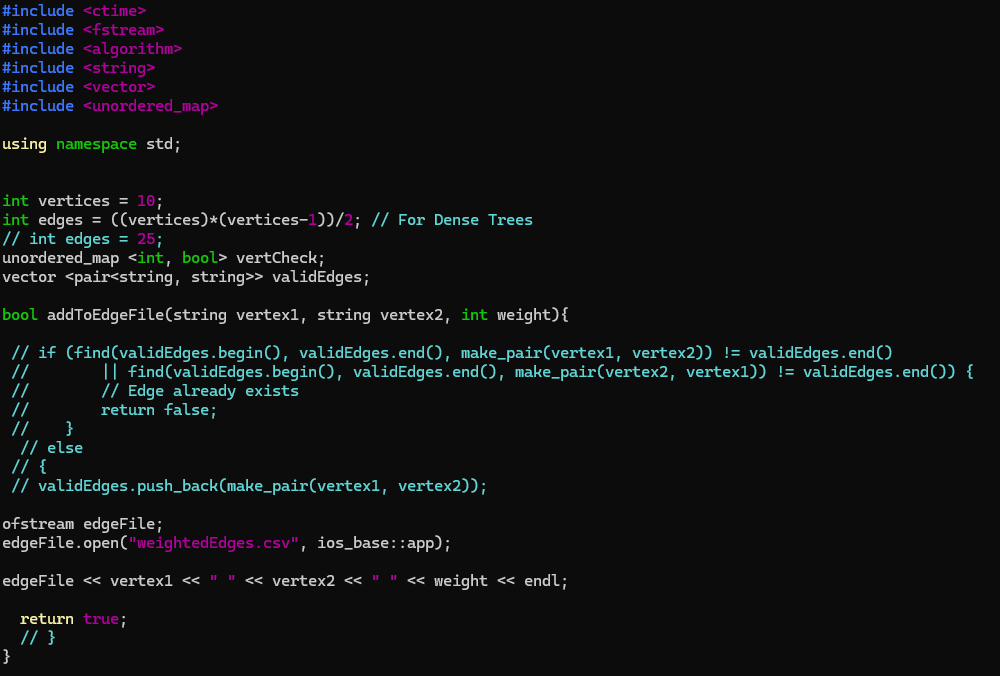 #include <ctime>
#include <fstream>
#include <algorithm>
#include <string>
#include <vector>
#include <unordered_map>

using namespace std;


int vertices = 10;
int edges = ((vertices)*(vertices-1))/2; // For Dense Trees
// int edges = 25;
unordered_map <int, bool> vertCheck;
vector <pair<string, string>> validEdges;

bool addToEdgeFile(string vertex1, string vertex2, int weight){

 // if (find(validEdges.begin(), validEdges.end(), make_pair(vertex1, vertex2)) != validEdges.end()
 //        || find(validEdges.begin(), validEdges.end(), make_pair(vertex2, vertex1)) != validEdges.end()) {
 //        // Edge already exists
 //        return false;
 //    }
  // else
 // {
 // validEdges.push_back(make_pair(vertex1, vertex2));

ofstream edgeFile;
edgeFile.open("weightedEdges.csv", ios_base::app);

edgeFile << vertex1 << " " << vertex2 << " " << weight << endl;

  return true;
  // }
}